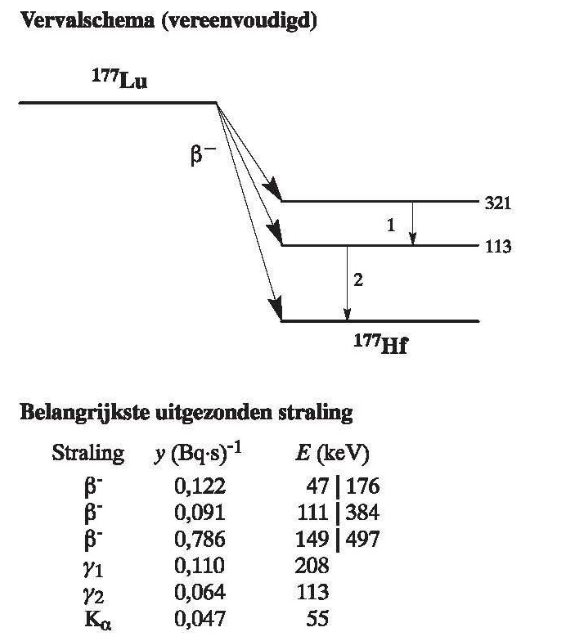 Vervalschema (vereenvoudigd)
¹⁷⁷Lu
β⁻
321
1
113
2
¹⁷⁷Hf
Belangrijkste uitgezonden straling
Straling y (Bq·s)⁻¹ E (keV)
β⁻ 0,122 47 | 176
β⁻ 0,091 111 | 384
β⁻ 0,786 149 | 497
γ₁ 0,110 208
γ₂ 0,064 113
Kα 0,047 55